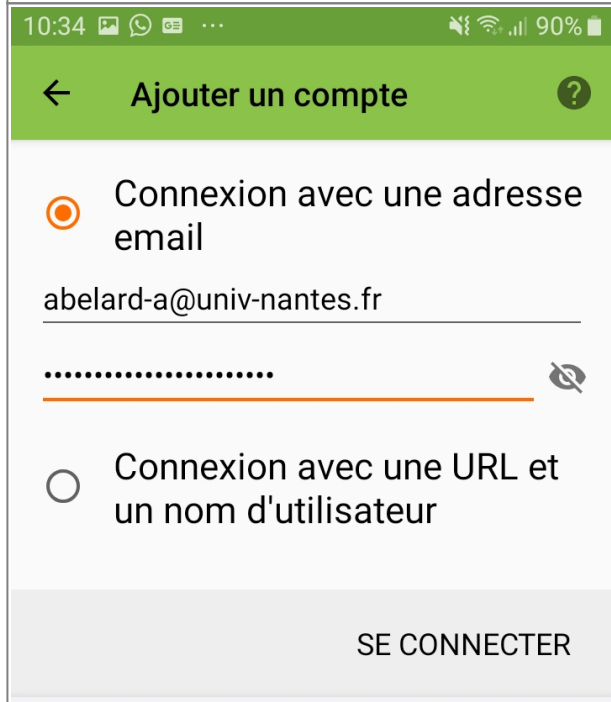 10:34 ... 90%
Ajouter un compte
Connexion avec une adresse
email
abelard-a@univ-nantes.fr
•••••••••••••••••••••••
Connexion avec une URL et
un nom d'utilisateur
SE CONNECTER